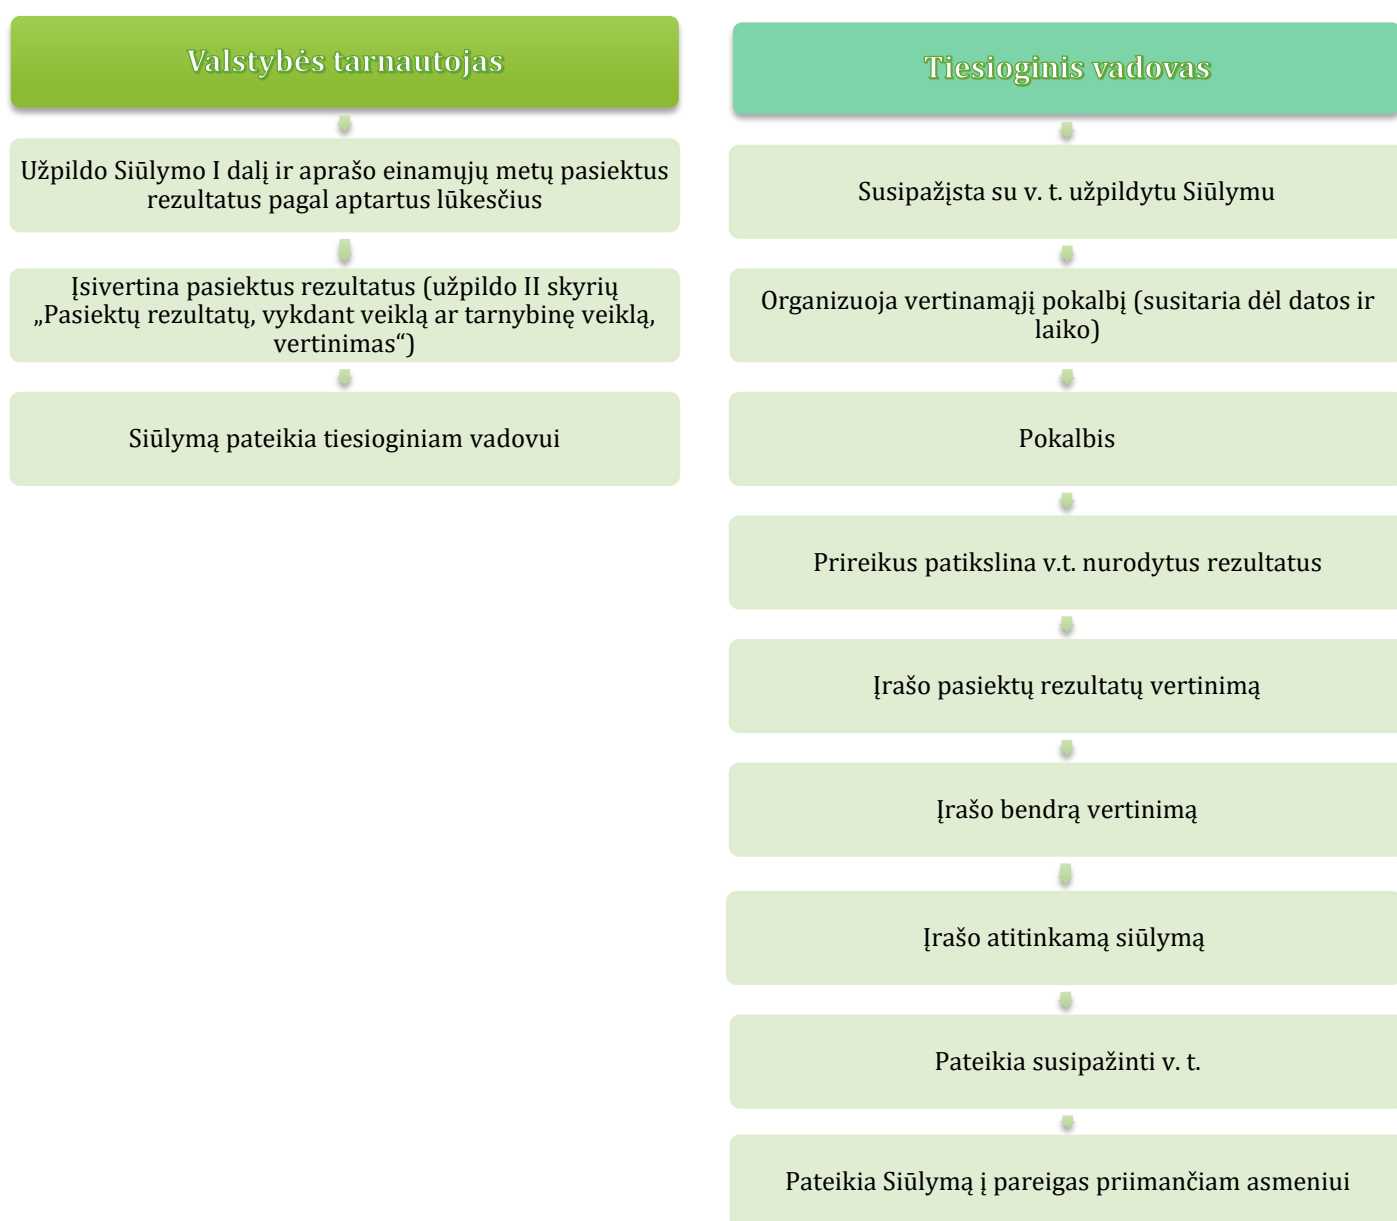 Valstybės tarnautojas
Užpildo Siūlymo I dalį ir aprašo einamųjų metų pasiektus
rezultatus pagal aptartus lūkesčius
Įsivertina pasiektus rezultatus (užpildo II skyrių
„Pasiektų rezultatų, vykdant veiklą ar tarnybinę veiklą,
vertinimas“)
Siūlymą pateikia tiesioginiam vadovui
Tiesioginis vadovas
Susipažįsta su v. t. užpildytu Siūlymu
Organizuoja vertinamąjį pokalbį (susitaria dėl datos ir
laiko)
Pokalbis
Prireikus patikslina v.t. nurodytus rezultatus
Įrašo pasiektų rezultatų vertinimą
Įrašo bendrą vertinimą
Įrašo atitinkamą siūlymą
Pateikia susipažinti v. t.
Pateikia Siūlymą į pareigas priimančiam asmeniui